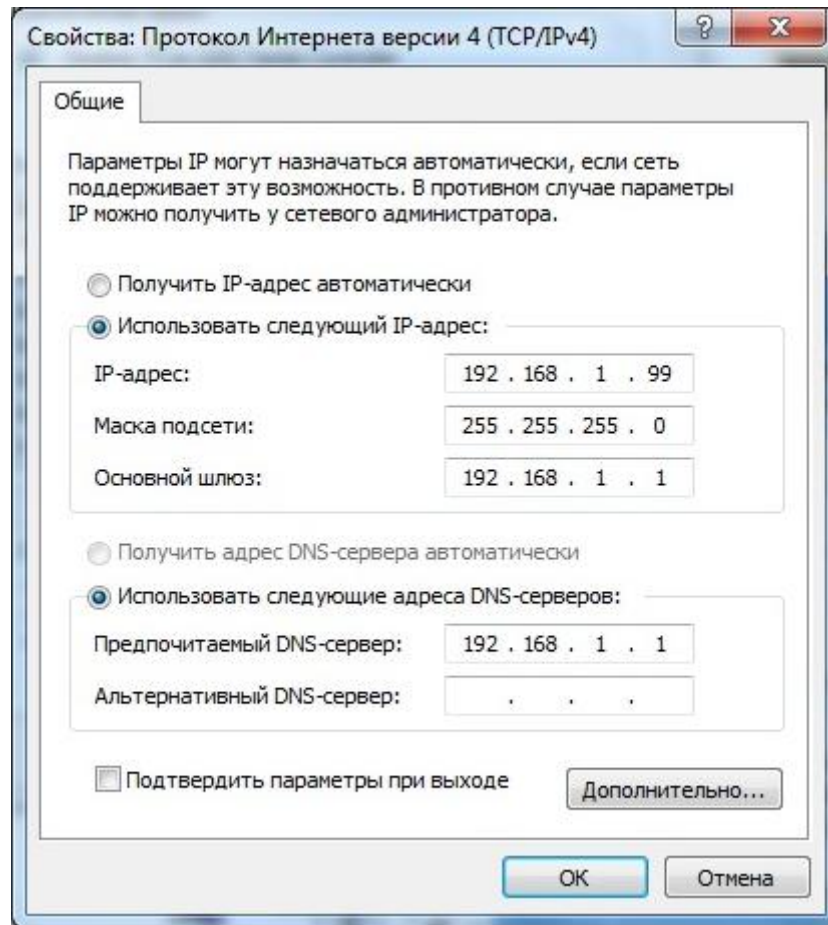 Свойства: Протокол Интернета версии 4 (TCP/IPv4)
Общие
Параметры IP могут назначаться автоматически, если сеть
поддерживает эту возможность. В противном случае параметры
IP можно получить у сетевого администратора.
Получить IP-адрес автоматически
Использовать следующий IP-адрес:
IP-адрес: 192 . 168 . 1 . 99
Маска подсети: 255 . 255 . 255 . 0
Основной шлюз: 192 . 168 . 1 . 1
Получить адрес DNS-сервера автоматически
Использовать следующие адреса DNS-серверов:
Предпочитаемый DNS-сервер: 192 . 168 . 1 . 1
Альтернативный DNS-сервер: . . .
Подтвердить параметры при выходе
Дополнительно...
ОК Отмена